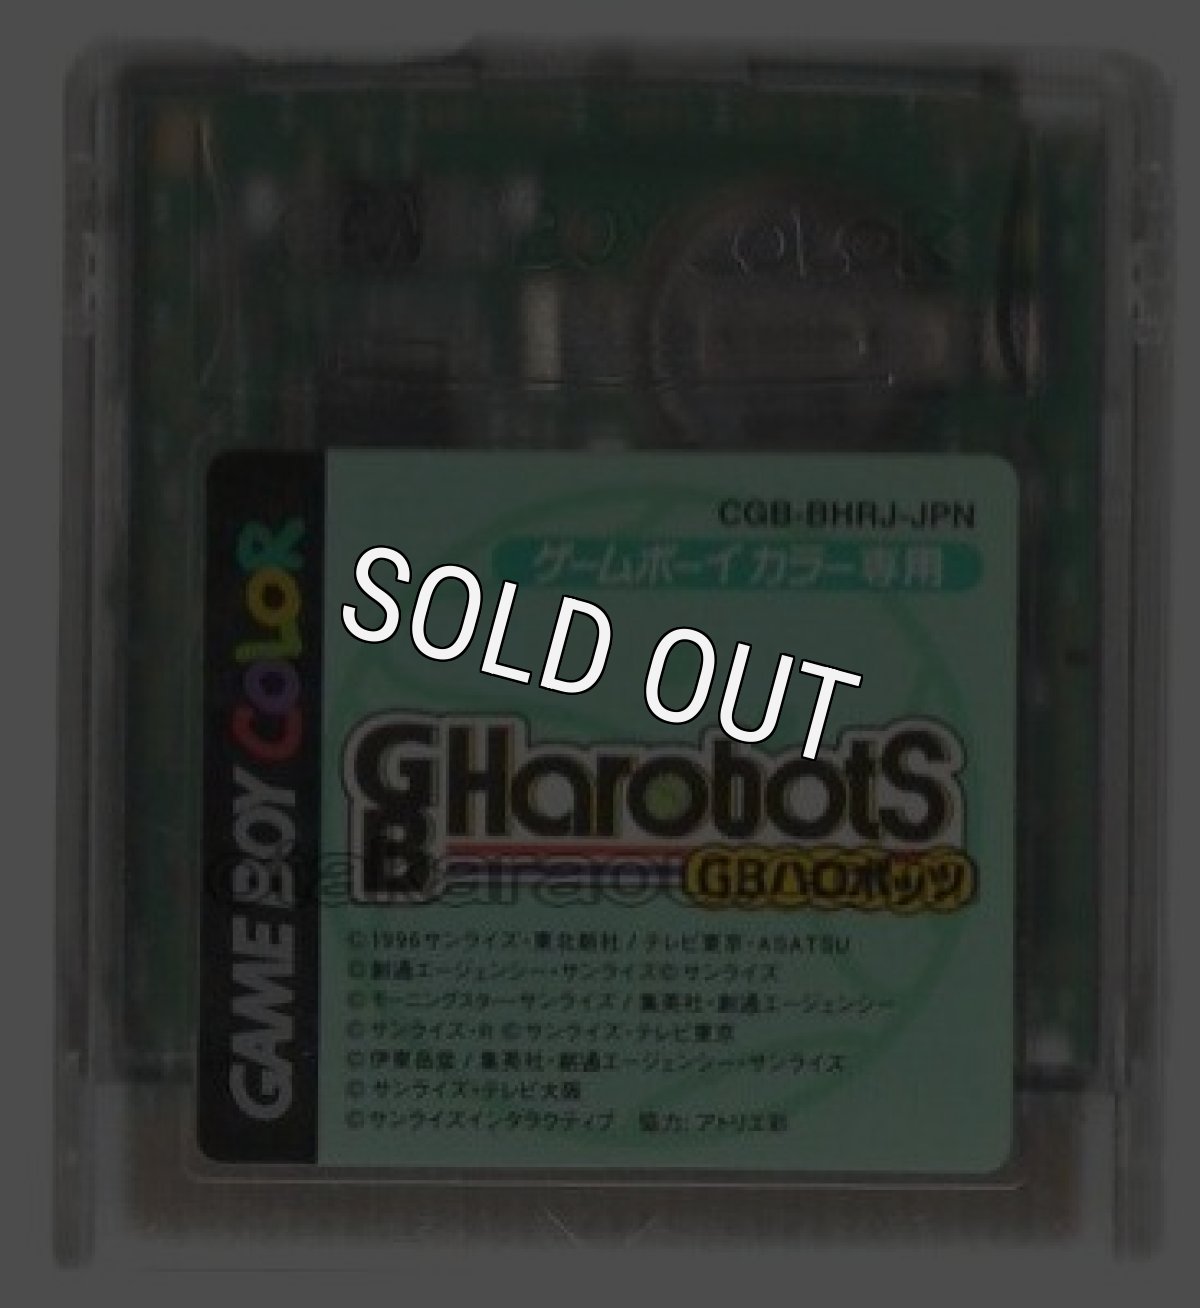 GAME BOY COLOR
CGB-BHRJ-JPN
ゲームボーイカラー専用
SOLD OUT
GB HarobotS
GBハロボッツ
©1996サンライズ・東北新社 / テレビ東京・ASATSU
©創通エージェンシー・サンライズ©サンライズ
©モーニングスター・サンライズ / 集英社・創通エージェンシー
©サンライズ・R ©サンライズ・テレビ東京
©伊東岳彦 / 集英社・創通エージェンシー・サンライズ
© サンライズ・テレビ大阪
©サンライズインタラクティブ 協力: アトリエ彩
GAME BOY COLOR